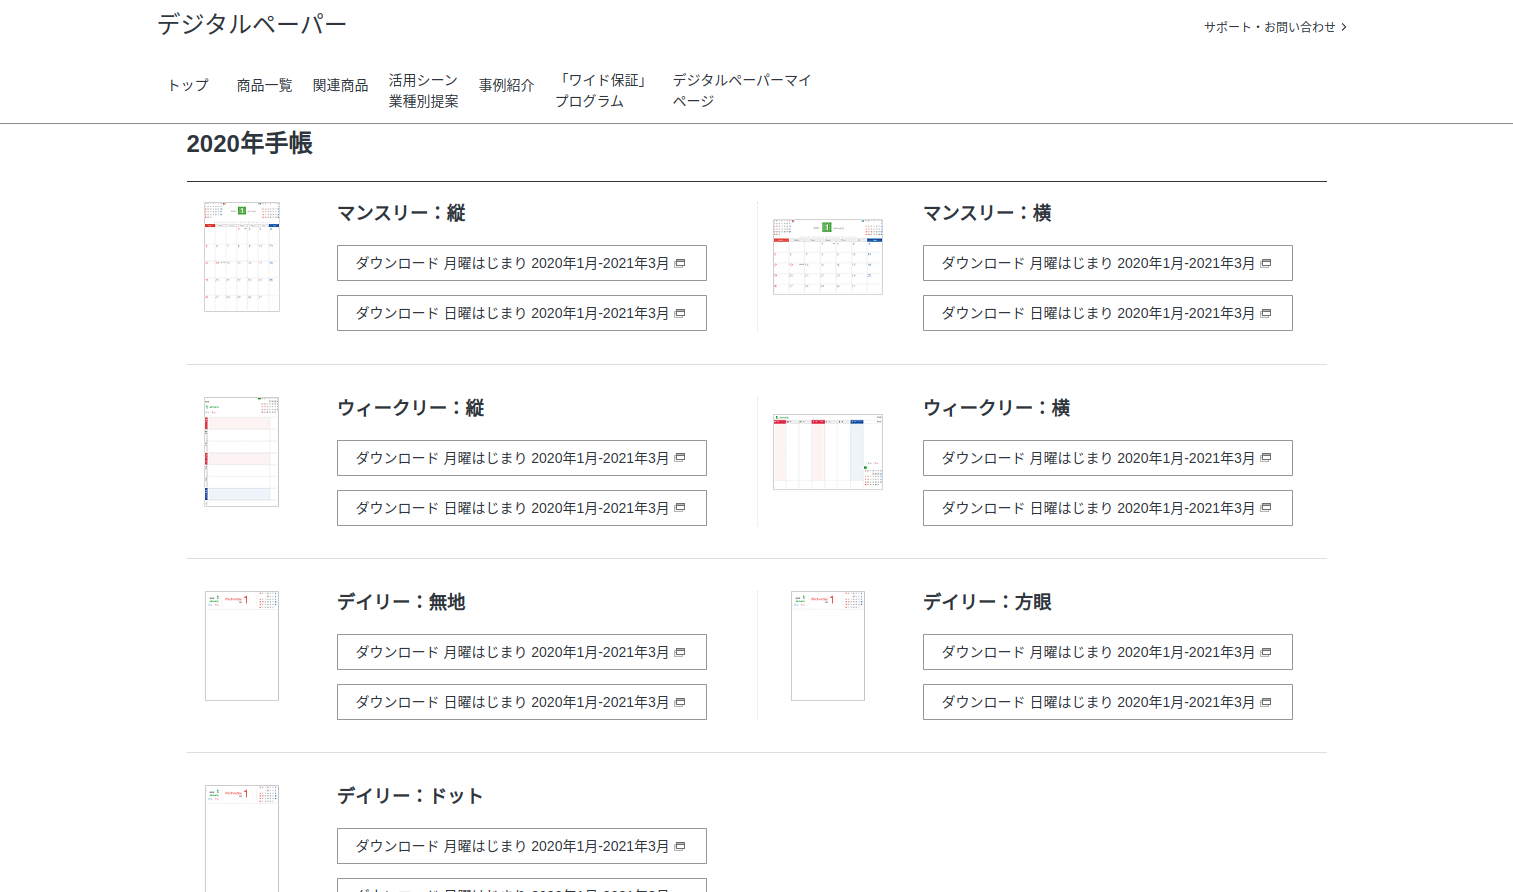 デジタルペーパー
サポート・お問い合わせ
トップ
商品一覧
関連商品
活用シーン
業種別提案
事例紹介
「ワイド保証」
プログラム
デジタルペーパーマイ
ページ
2020年手帳
マンスリー：縦
ダウンロード 月曜はじまり 2020年1月-2021年3月
ダウンロード 日曜はじまり 2020年1月-2021年3月
マンスリー：横
ダウンロード 月曜はじまり 2020年1月-2021年3月
ダウンロード 日曜はじまり 2020年1月-2021年3月
ウィークリー：縦
ダウンロード 月曜はじまり 2020年1月-2021年3月
ダウンロード 日曜はじまり 2020年1月-2021年3月
ウィークリー：横
ダウンロード 月曜はじまり 2020年1月-2021年3月
ダウンロード 日曜はじまり 2020年1月-2021年3月
デイリー：無地
ダウンロード 月曜はじまり 2020年1月-2021年3月
ダウンロード 日曜はじまり 2020年1月-2021年3月
デイリー：方眼
ダウンロード 月曜はじまり 2020年1月-2021年3月
ダウンロード 日曜はじまり 2020年1月-2021年3月
デイリー：ドット
ダウンロード 月曜はじまり 2020年1月-2021年3月